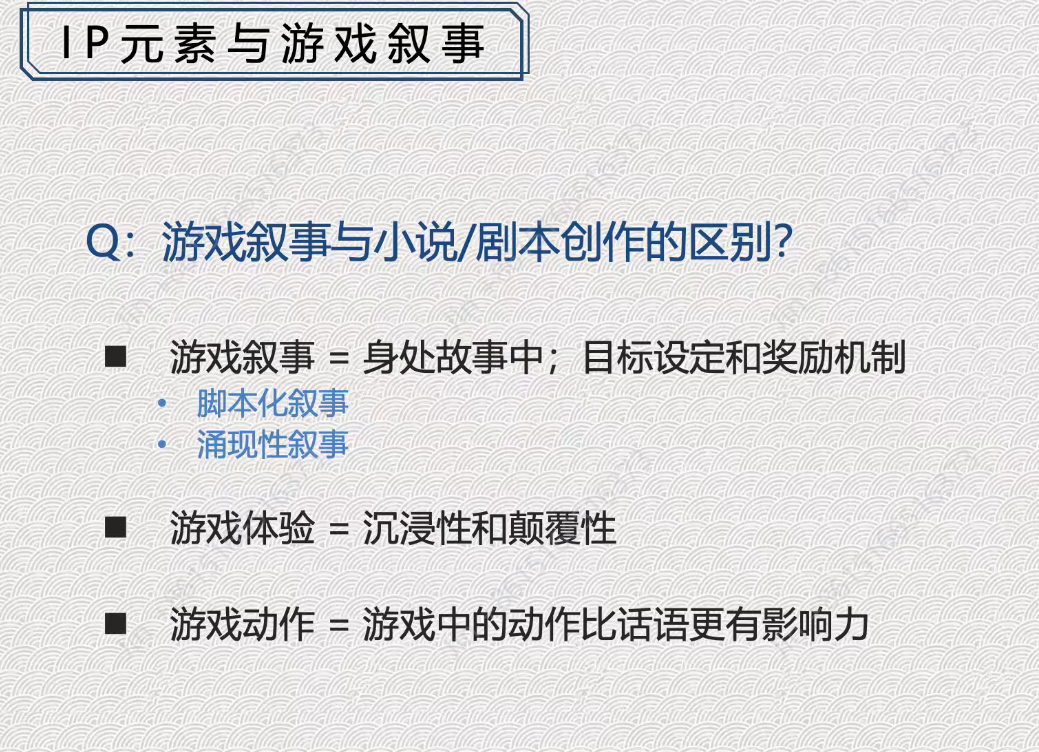 IP元素与游戏叙事
Q：游戏叙事与小说/剧本创作的区别？
■ 游戏叙事 = 身处故事中；目标设定和奖励机制
• 脚本化叙事
• 涌现性叙事
■ 游戏体验 = 沉浸性和颠覆性
■ 游戏动作 = 游戏中的动作比话语更有影响力